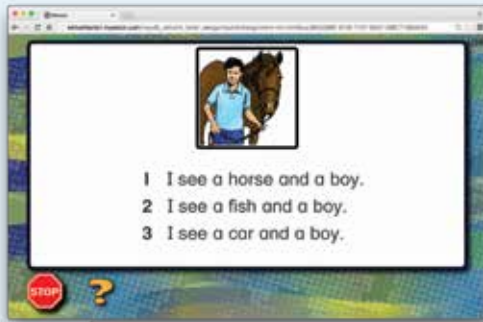 1 I see a horse and a boy.
2 I see a fish and a boy.
3 I see a car and a boy.
STOP
?